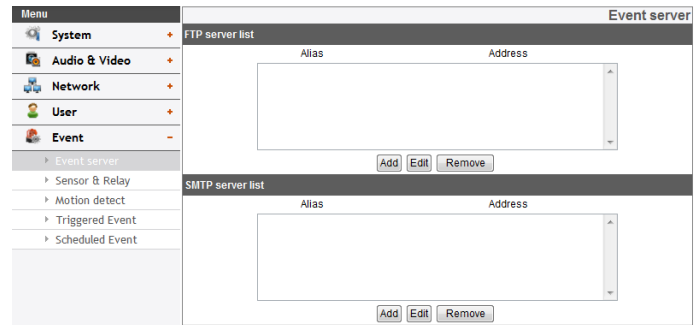 Menu
System +
Audio & Video +
Network +
User +
Event -
Event server
Sensor & Relay
Motion detect
Triggered Event
Scheduled Event
Event server
FTP server list
Alias Address
Add Edit Remove
SMTP server list
Alias Address
Add Edit Remove